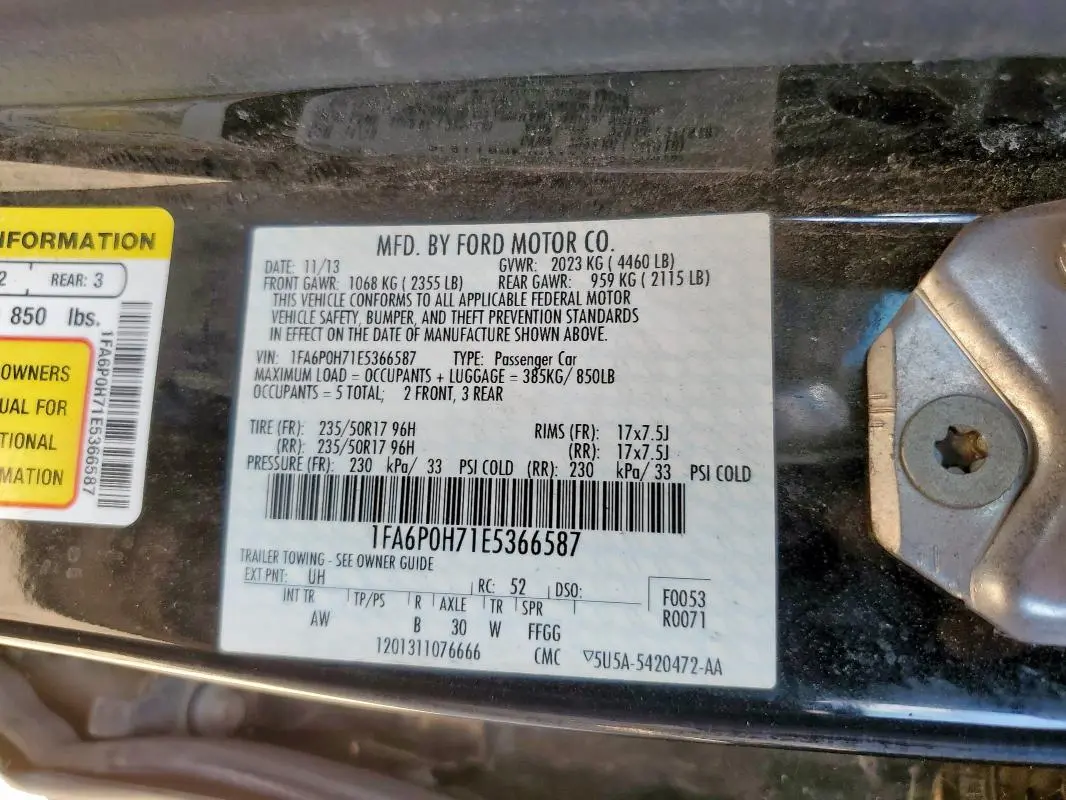 NFORMATION
2 REAR: 3
850 lbs.
OWNERS
UAL FOR
TIONAL
MATION
1FA6P0H71E5366587
MFD. BY FORD MOTOR CO.
DATE: 11/13 GVWR: 2023 KG ( 4460 LB)
FRONT GAWR: 1068 KG ( 2355 LB) REAR GAWR: 959 KG ( 2115 LB)
THIS VEHICLE CONFORMS TO ALL APPLICABLE FEDERAL MOTOR
VEHICLE SAFETY, BUMPER, AND THEFT PREVENTION STANDARDS
IN EFFECT ON THE DATE OF MANUFACTURE SHOWN ABOVE.
VIN: 1FA6P0H71E5366587 TYPE: Passenger Car
MAXIMUM LOAD = OCCUPANTS + LUGGAGE = 385KG/ 850LB
OCCUPANTS = 5 TOTAL; 2 FRONT, 3 REAR
TIRE (FR): 235/50R17 96H RIMS (FR): 17x7.5J
(RR): 235/50R17 96H (RR): 17x7.5J
PRESSURE (FR): 230 kPa/ 33 PSI COLD (RR): 230 kPa/ 33 PSI COLD
1FA6P0H71E5366587
TRAILER TOWING - SEE OWNER GUIDE
EXT PNT: UH RC: 52 DSO: F0053
INT TR TP/PS R AXLE TR SPR R0071
AW B 30 W FFGG
1201311076666 CMC ▽5U5A-5420472-AA